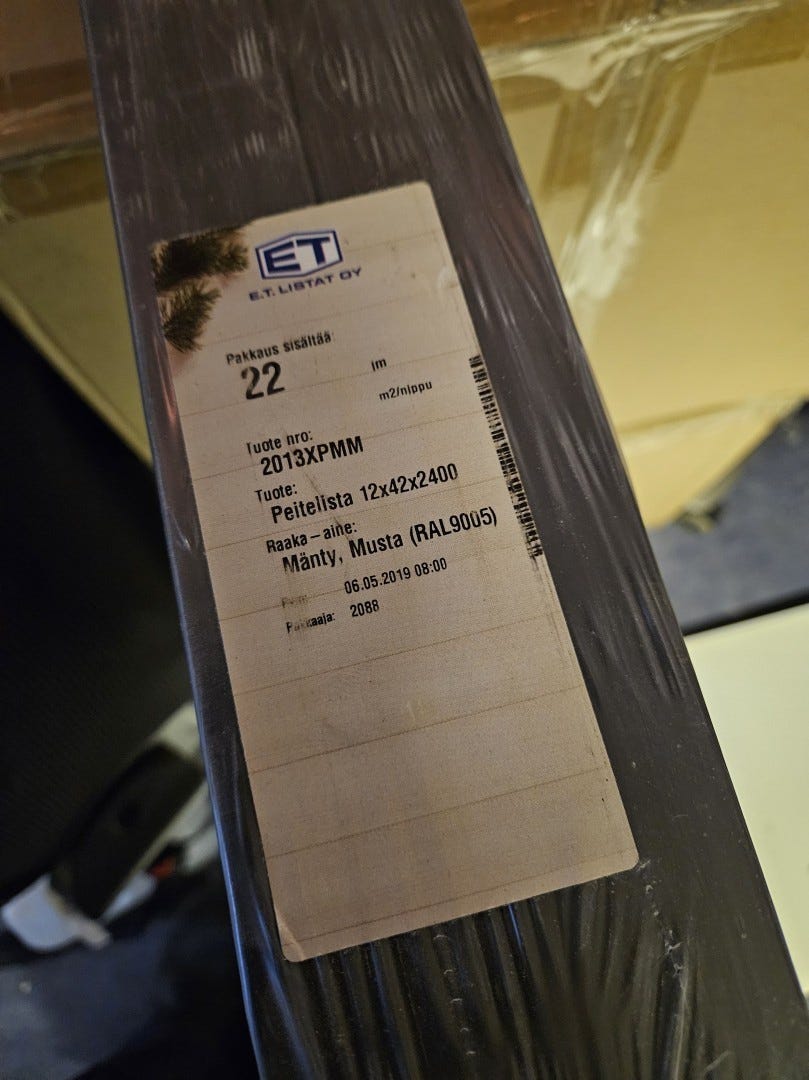 ET
E.T. LISTAT OY
Pakkaus sisältää:
22 jm
m2/nippu
Tuote nro:
2013XPMM
Tuote:
Peitelista 12x42x2400
Raaka-aine:
Mänty, Musta (RAL9005)
06.05.2019 08:00
Pakkaaja: 2088